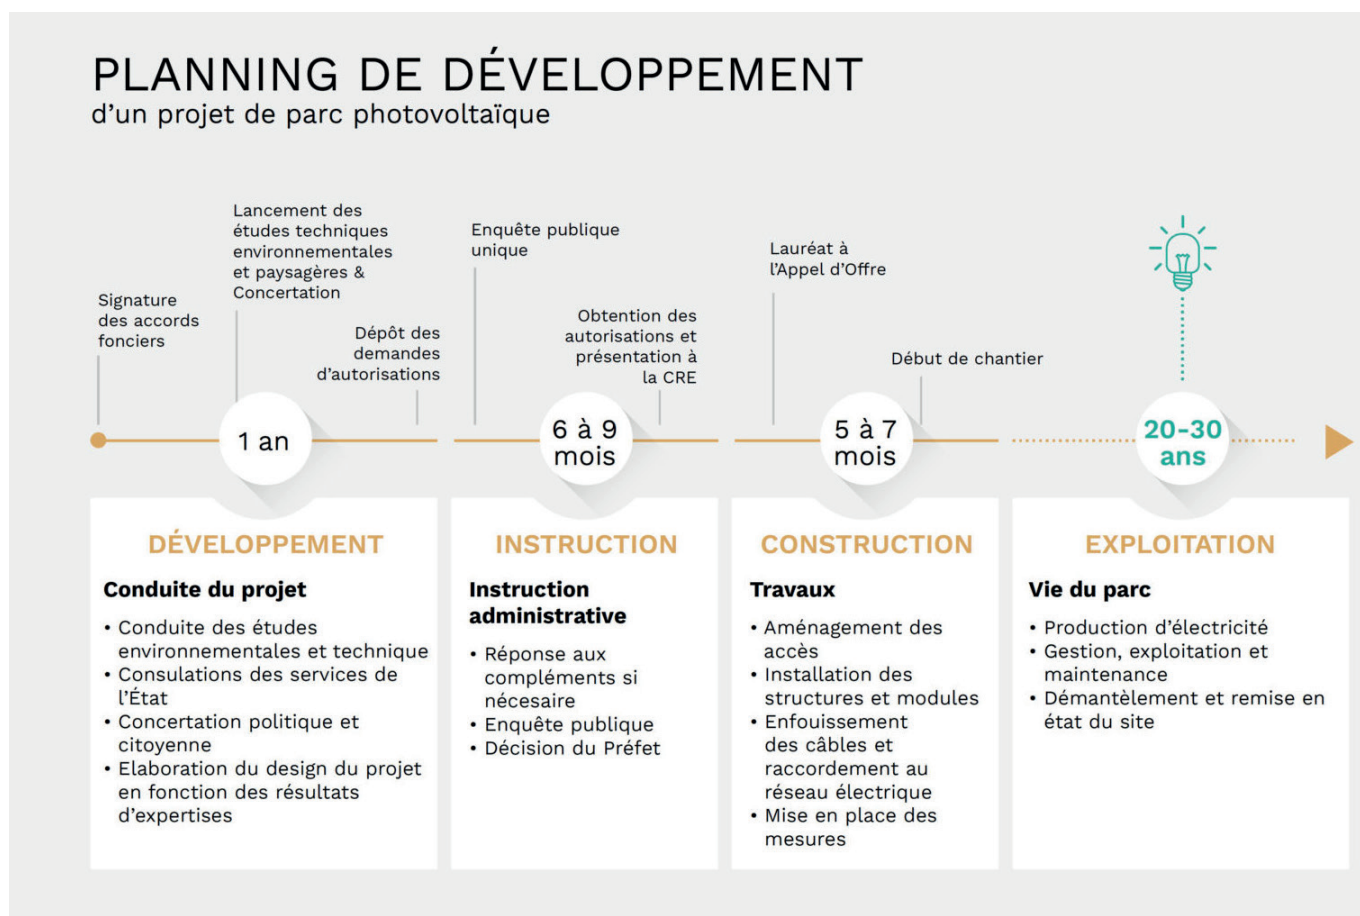 PLANNING DE DÉVELOPPEMENT
d’un projet de parc photovoltaïque
Signature
des accords
fonciers
Lancement des
études techniques
environnementales
et paysagères &
Concertation
Dépôt des
demandes
d’autorisations
Enquête publique
unique
Obtention des
autorisations et
présentation à
la CRE
Lauréat à
l’Appel d’Offre
Début de chantier
1 an
6 à 9
mois
5 à 7
mois
20-30
ans
DÉVELOPPEMENT
Conduite du projet
• Conduite des études
environnementales et technique
• Consulations des services de
l’État
• Concertation politique et
citoyenne
• Elaboration du design du projet
en fonction des résultats
d’expertises
INSTRUCTION
Instruction
administrative
• Réponse aux
compléments si
nécesaire
• Enquête publique
• Décision du Préfet
CONSTRUCTION
Travaux
• Aménagement des
accès
• Installation des
structures et modules
• Enfouissement
des câbles et
raccordement au
réseau électrique
• Mise en place des
mesures
EXPLOITATION
Vie du parc
• Production d’électricité
• Gestion, exploitation et
maintenance
• Démantèlement et remise en
état du site